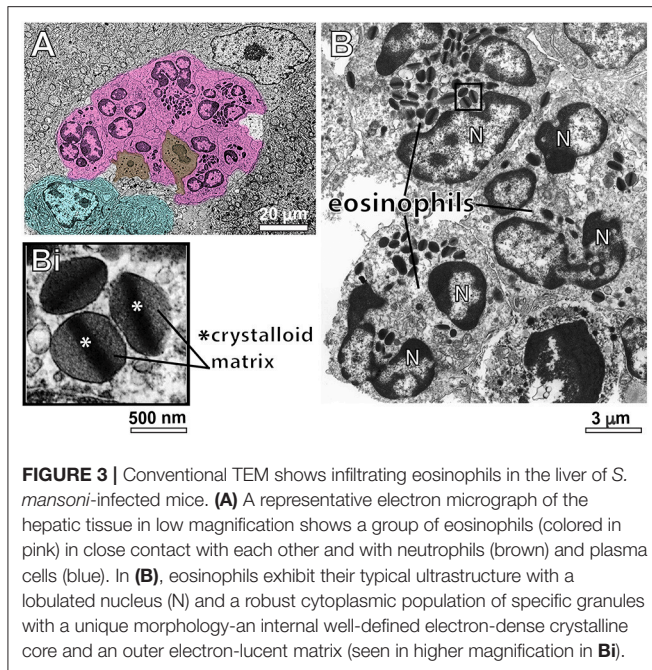 A
20 µm
B
N
N
eosinophils
N
N
N
Bi
*
*
*crystalloid
matrix
500 nm
3 µm
FIGURE 3 | Conventional TEM shows infiltrating eosinophils in the liver of S.
mansoni-infected mice. (A) A representative electron micrograph of the
hepatic tissue in low magnification shows a group of eosinophils (colored in
pink) in close contact with each other and with neutrophils (brown) and plasma
cells (blue). In (B), eosinophils exhibit their typical ultrastructure with a
lobulated nucleus (N) and a robust cytoplasmic population of specific granules
with a unique morphology-an internal well-defined electron-dense crystalline
core and an outer electron-lucent matrix (seen in higher magnification in Bi).